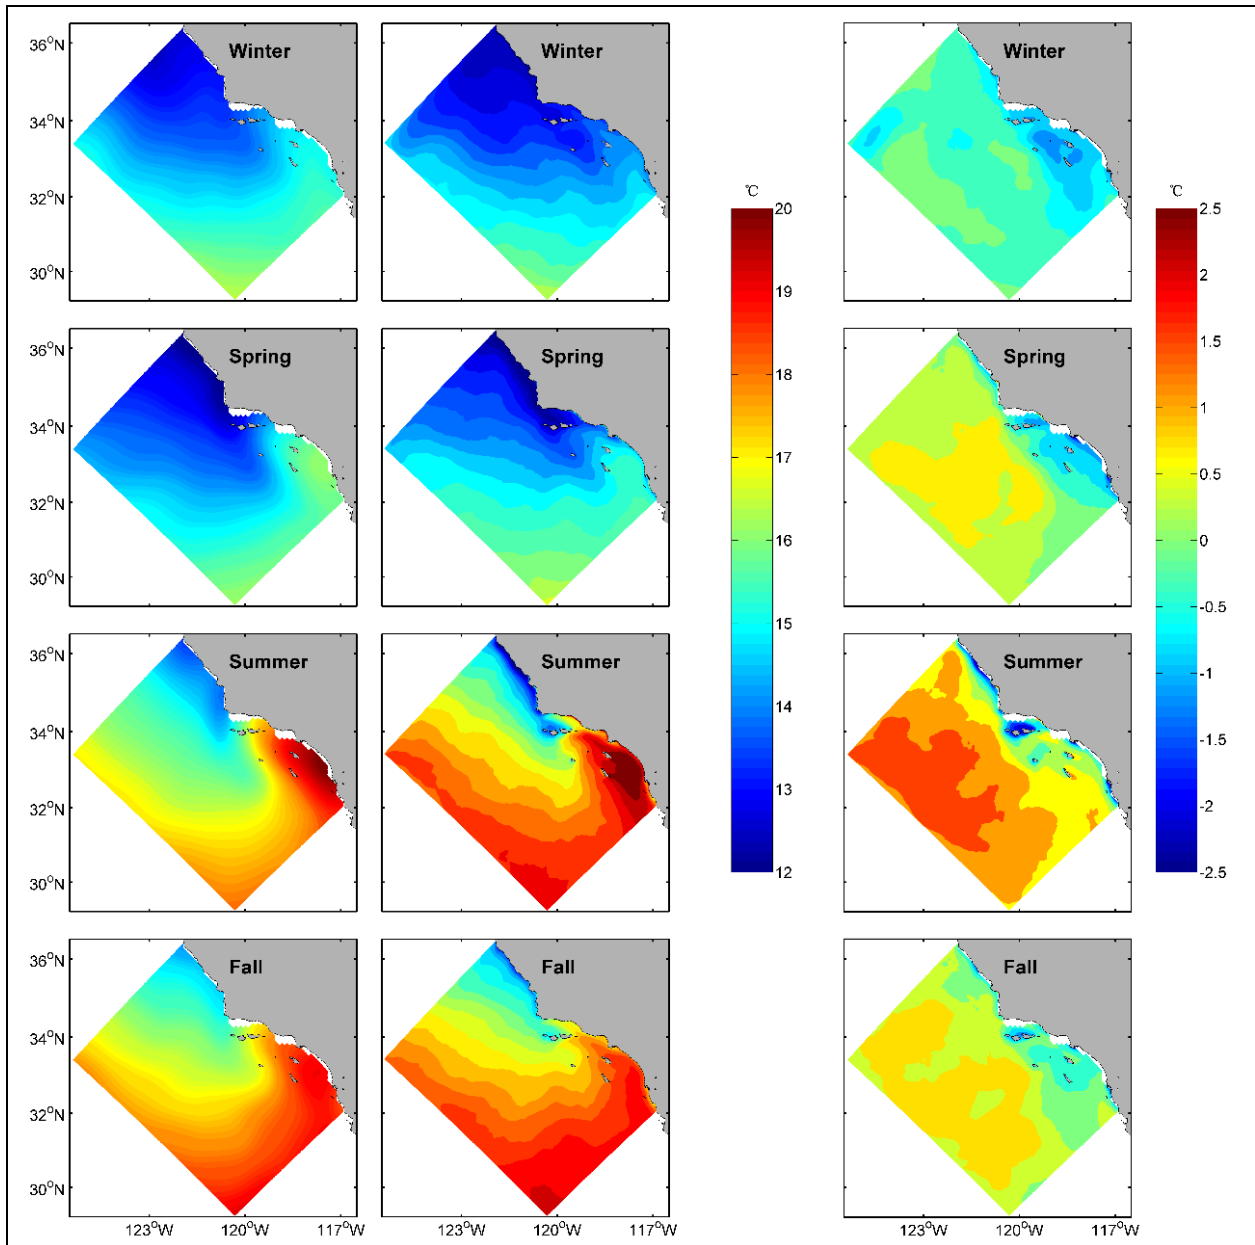 Winter Winter Winter
36°N
34°N
32°N
30°N
Spring Spring Spring
36°N
34°N
32°N
30°N
Summer Summer Summer
36°N
34°N
32°N
30°N
Fall Fall Fall
36°N
34°N
32°N
30°N
123°W 120°W 117°W 123°W 120°W 117°W 123°W 120°W 117°W
℃
20
19
18
17
16
15
14
13
12
℃
2.5
2
1.5
1
0.5
0
-0.5
-1
-1.5
-2
-2.5